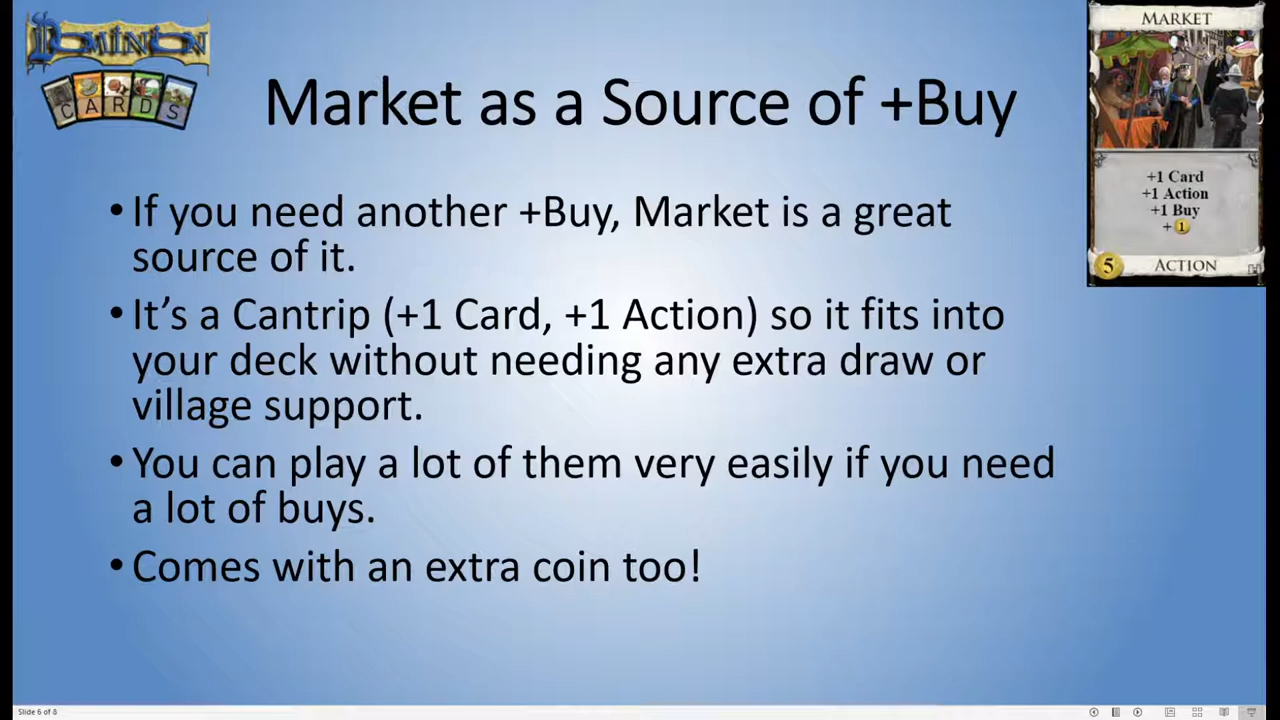 DOMINION
CARDS
Market as a Source of +Buy
MARKET
+1 Card
+1 Action
+1 Buy
+ 1
5 ACTION
• If you need another +Buy, Market is a great
source of it.
• It’s a Cantrip (+1 Card, +1 Action) so it fits into
your deck without needing any extra draw or
village support.
• You can play a lot of them very easily if you need
a lot of buys.
• Comes with an extra coin too!
Slide 6 of 8